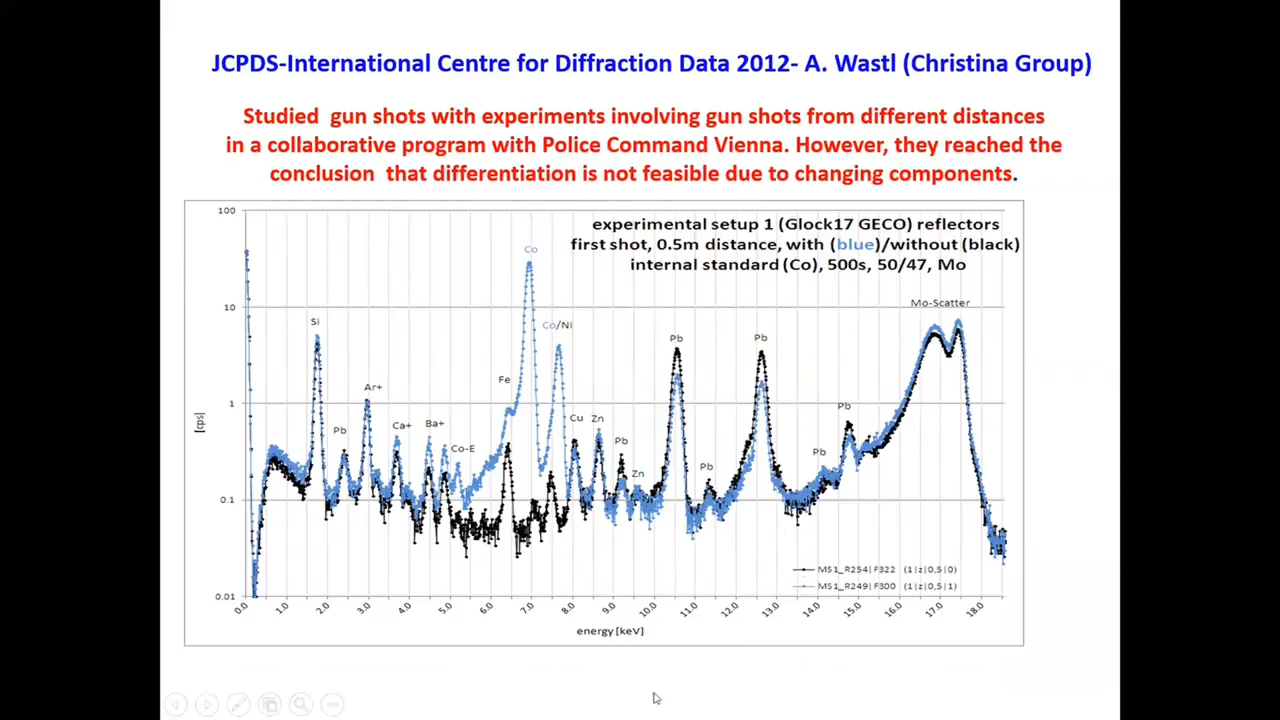 JCPDS-International Centre for Diffraction Data 2012- A. Wastl (Christina Group)
Studied gun shots with experiments involving gun shots from different distances
in a collaborative program with Police Command Vienna. However, they reached the
conclusion that differentiation is not feasible due to changing components.
experimental setup 1 (Glock17 GECO) reflectors
first shot, 0.5m distance, with (blue)/without (black)
internal standard (Co), 500s, 50/47, Mo
100
10
1
0.1
0.01
[cps]
Co
Mo-Scatter
Si
Co/Ni
Pb
Pb
Fe
Ar+
Pb
Ca+
Ba+
Cu
Zn
Pb
Co-E
Pb
Pb
Pb
Zn
MS1_R254|F322 (1|z|0,5|0)
MS1_R249|F300 (1|z|0,5|1)
0.0 1.0 2.0 3.0 4.0 5.0 6.0 7.0 8.0 9.0 10.0 11.0 12.0 13.0 14.0 15.0 16.0 17.0 18.0
energy [keV]